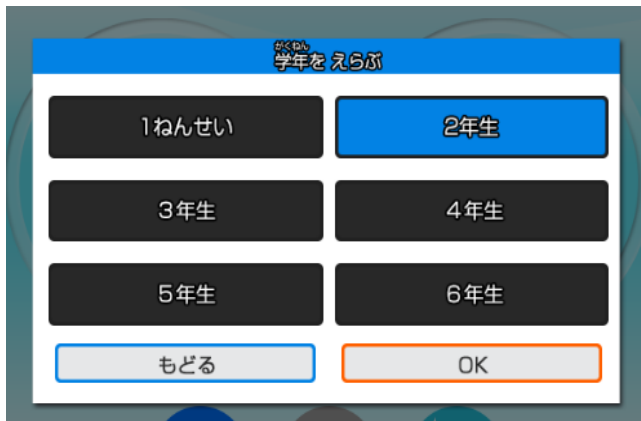 がくねん
学年を えらぶ
1ねんせい
2年生
3年生
4年生
5年生
6年生
もどる
OK